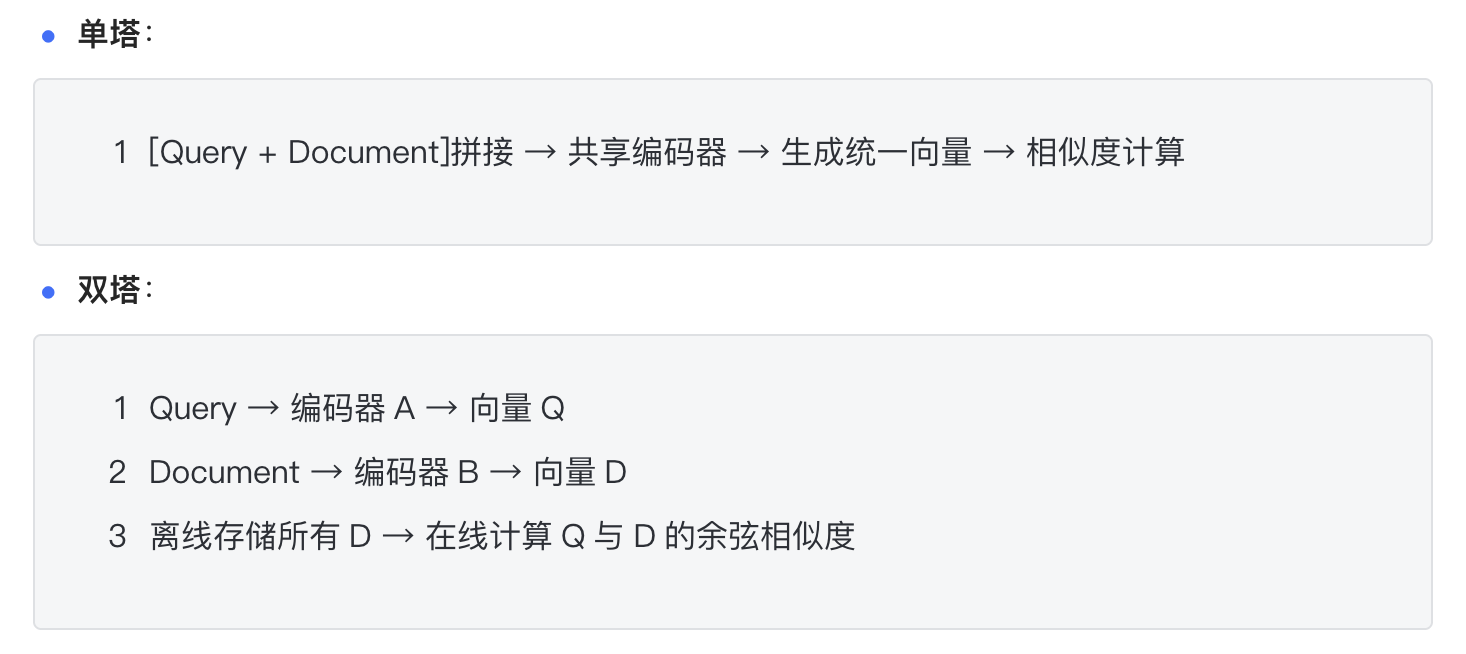 • 单塔：
1 [Query + Document]拼接 → 共享编码器 → 生成统一向量 → 相似度计算
• 双塔：
1 Query → 编码器 A → 向量 Q
2 Document → 编码器 B → 向量 D
3 离线存储所有 D → 在线计算 Q 与 D 的余弦相似度